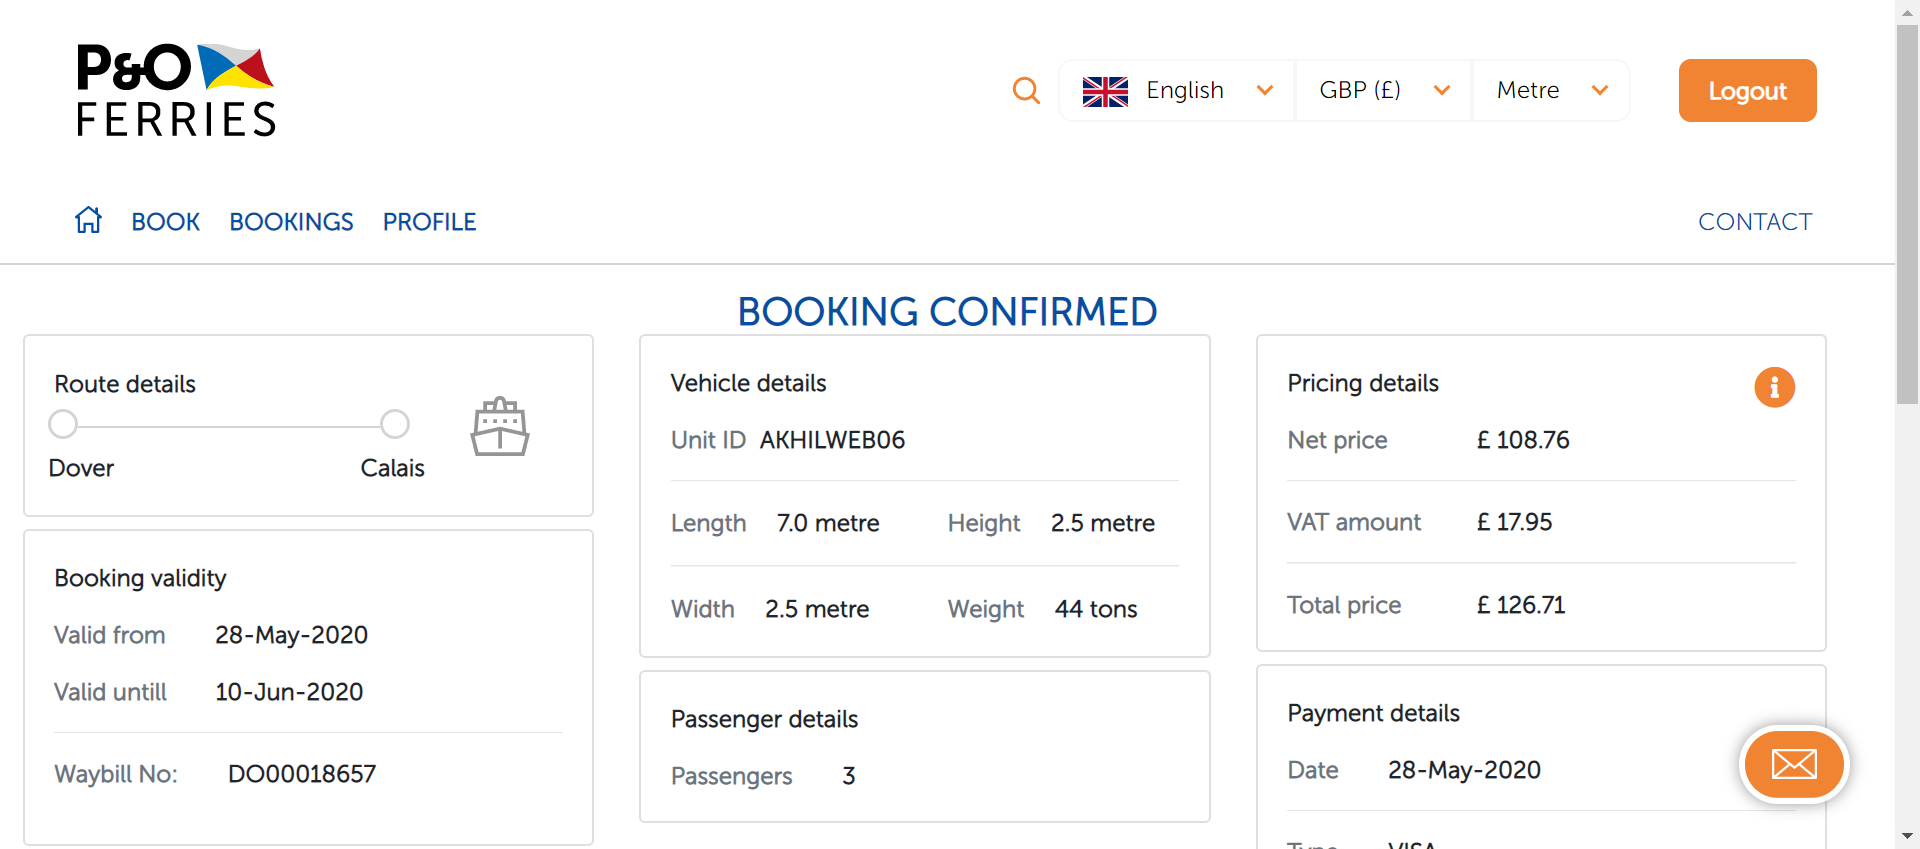 P&O
FERRIES
English
GBP (£)
Metre
Logout
BOOK
BOOKINGS
PROFILE
CONTACT
BOOKING CONFIRMED
Route details
Dover
Calais
Booking validity
Valid from 28-May-2020
Valid untill 10-Jun-2020
Waybill No: DO00018657
Vehicle details
Unit ID AKHILWEB06
Length 7.0 metre Height 2.5 metre
Width 2.5 metre Weight 44 tons
Passenger details
Passengers 3
Pricing details
Net price £ 108.76
VAT amount £ 17.95
Total price £ 126.71
Payment details
Date 28-May-2020
Type VISA